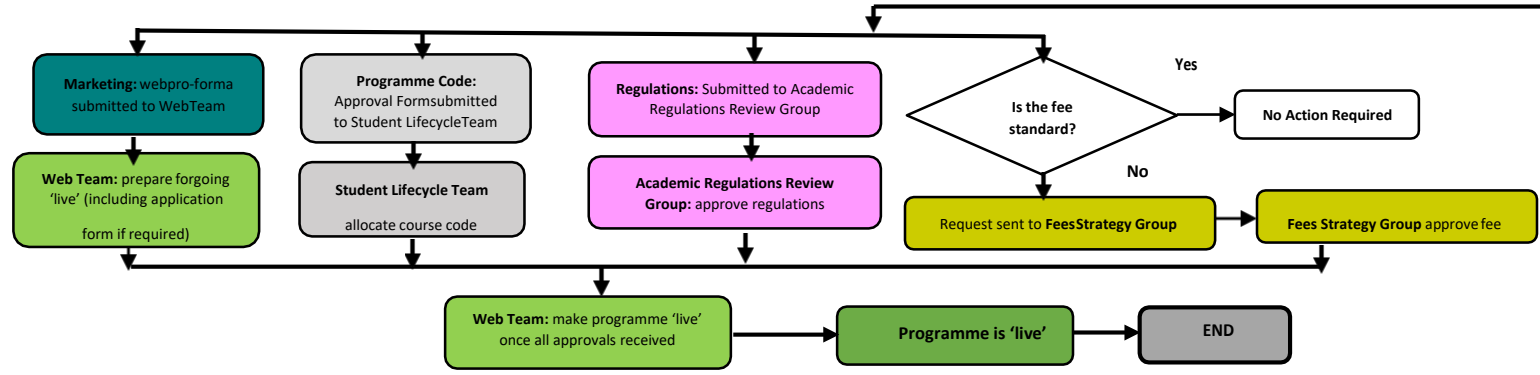 Marketing: webpro-forma
submitted to WebTeam
Programme Code:
Approval Formsubmitted
to Student LifecycleTeam
Regulations: Submitted to Academic
Regulations Review Group
Is the fee
standard?
Yes
No Action Required
Web Team: prepare forgoing
‘live’ (including application
form if required)
Student Lifecycle Team
allocate course code
Academic Regulations Review
Group: approve regulations
No
Request sent to FeesStrategy Group
Fees Strategy Group approve fee
Web Team: make programme ‘live’
once all approvals received
Programme is ‘live’
END